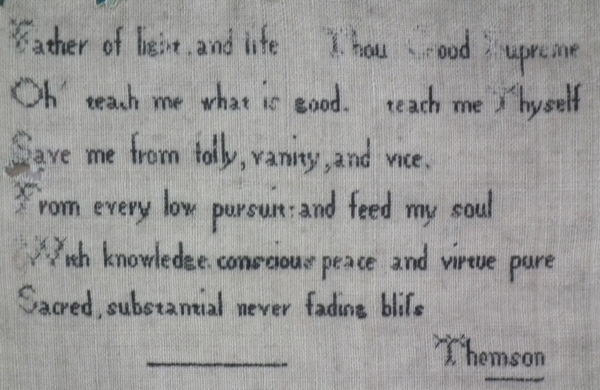 Father of light and life Thou Good Supreme
Oh' teach me what is good. teach me Thyself
Save me from folly, vanity, and vice.
From every low pursuit: and feed my soul
With knowledge. conscious peace and virtue pure
Sacred, substantial never fading bliſs
Themson